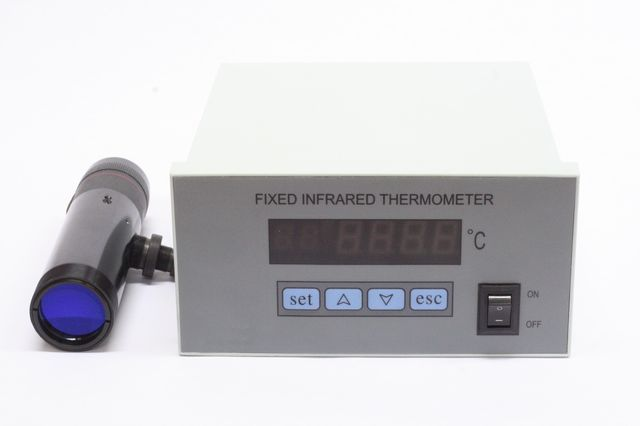 FIXED INFRARED THERMOMETER
°C
set esc
ON
OFF